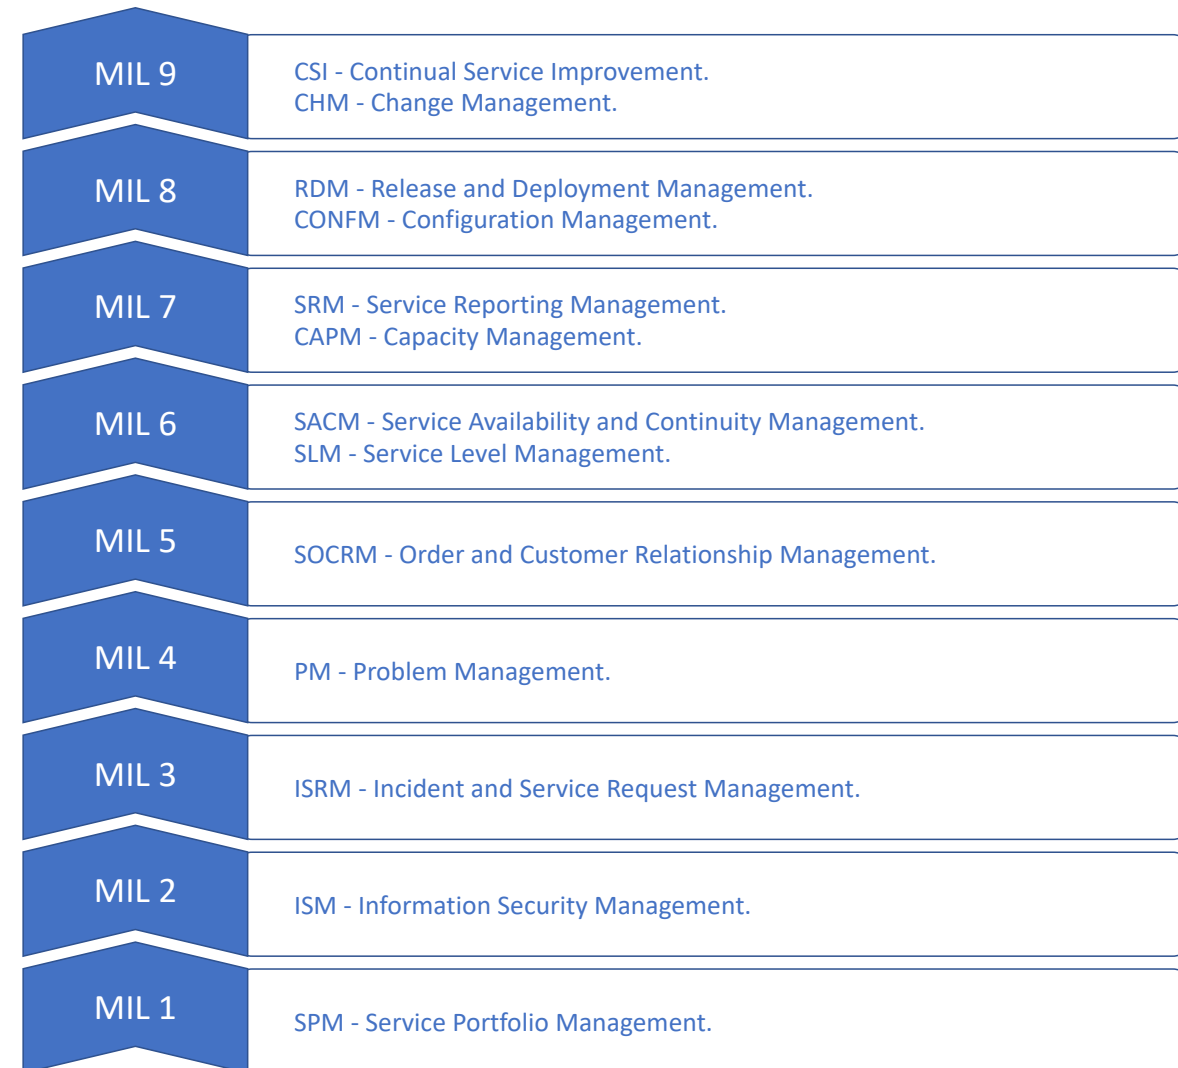 MIL 9
CSI - Continual Service Improvement.
CHM - Change Management.
MIL 8
RDM - Release and Deployment Management.
CONFM - Configuration Management.
MIL 7
SRM - Service Reporting Management.
CAPM - Capacity Management.
MIL 6
SACM - Service Availability and Continuity Management.
SLM - Service Level Management.
MIL 5
SOCRM - Order and Customer Relationship Management.
MIL 4
PM - Problem Management.
MIL 3
ISRM - Incident and Service Request Management.
MIL 2
ISM - Information Security Management.
MIL 1
SPM - Service Portfolio Management.